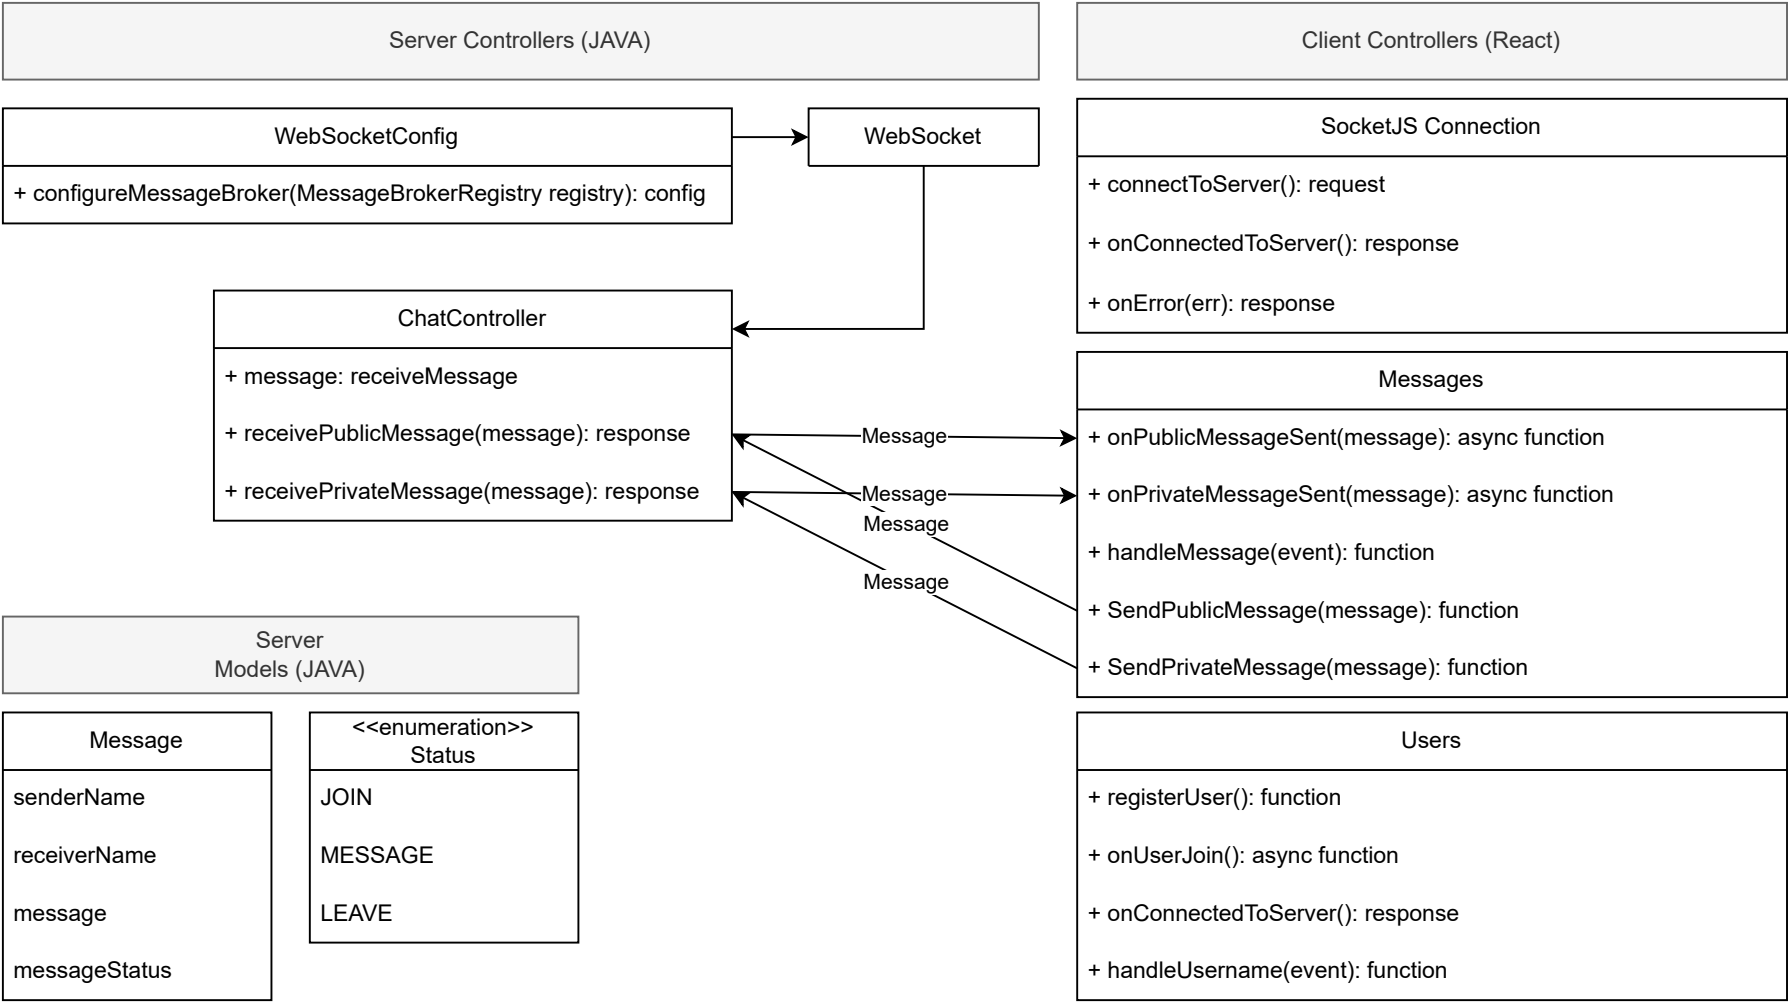 Server Controllers (JAVA)
Client Controllers (React)
WebSocketConfig
+ configureMessageBroker(MessageBrokerRegistry registry): config
WebSocket
SocketJS Connection
+ connectToServer(): request
+ onConnectedToServer(): response
+ onError(err): response
ChatController
+ message: receiveMessage
+ receivePublicMessage(message): response
+ receivePrivateMessage(message): response
Message
Message
Message
Message
Messages
+ onPublicMessageSent(message): async function
+ onPrivateMessageSent(message): async function
+ handleMessage(event): function
+ SendPublicMessage(message): function
+ SendPrivateMessage(message): function
Server
Models (JAVA)
Message
senderName
receiverName
message
messageStatus
<<enumeration>>
Status
JOIN
MESSAGE
LEAVE
Users
+ registerUser(): function
+ onUserJoin(): async function
+ onConnectedToServer(): response
+ handleUsername(event): function